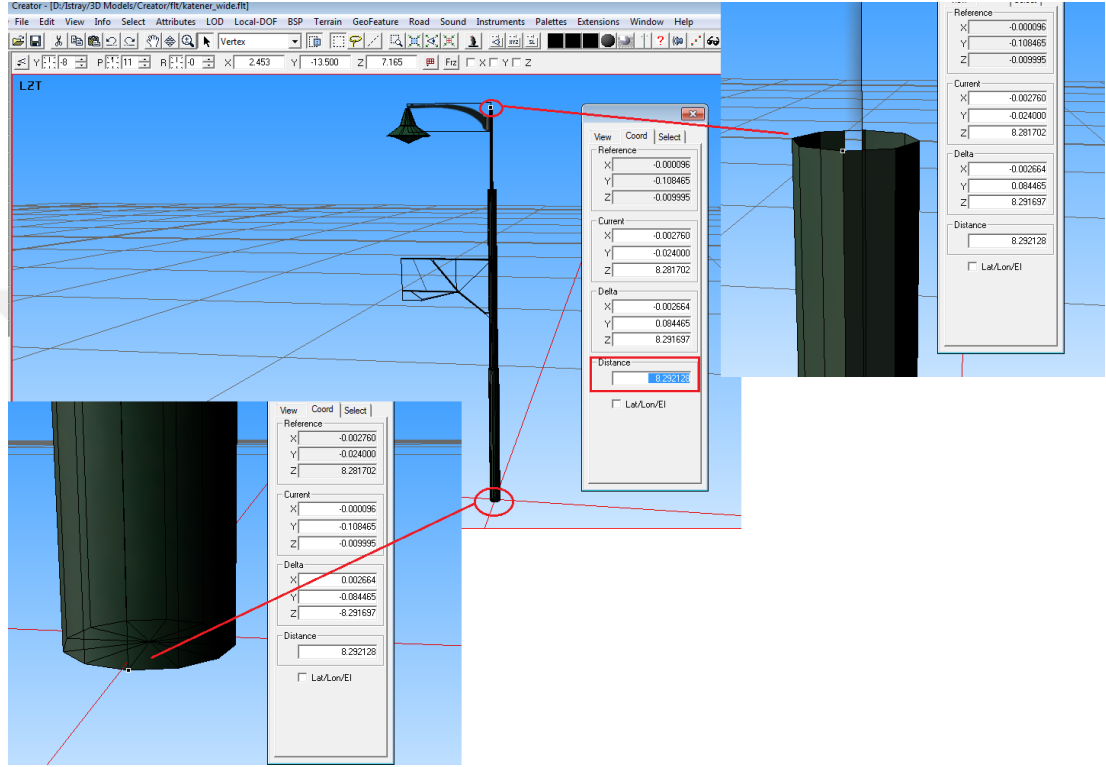 Creator - [D:/Istray/3D Models/Creator/flt/katener_wide.flt]
File Edit View Info Select Attributes LOD Local-DOF BSP Terrain GeoFeature Road Sound Instruments Palettes Extensions Window Help
Vertex
Y -8 P 11 R -0 X 2.453 Y -13.500 Z 7.165 Frz X Y Z
LZT
View Coord Select
Reference
X -0.000096
Y -0.108465
Z -0.009995
Current
X -0.002760
Y -0.024000
Z 8.281702
Delta
X -0.002664
Y 0.084465
Z 8.291697
Distance
8.292128
Lat/Lon/El
Reference
X -0.000096
Y -0.108465
Z -0.009995
Current
X -0.002760
Y -0.024000
Z 8.281702
Delta
X -0.002664
Y 0.084465
Z 8.291697
Distance
8.292128
Lat/Lon/El
View Coord Select
Reference
X -0.002760
Y -0.024000
Z 8.281702
Current
X -0.000096
Y -0.108465
Z -0.009995
Delta
X 0.002664
Y -0.084465
Z -8.291697
Distance
8.292128
Lat/Lon/El